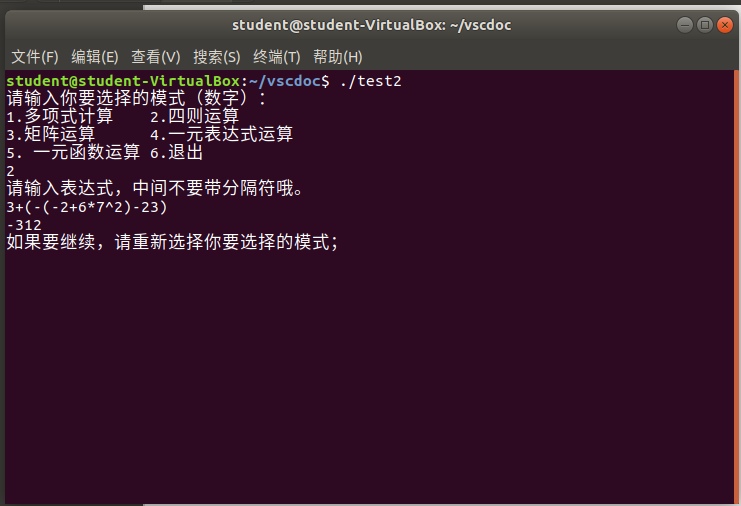 student@student-VirtualBox: ~/vscdoc
文件(F) 编辑(E) 查看(V) 搜索(S) 终端(T) 帮助(H)
student@student-VirtualBox:~/vscdoc$ ./test2
请输入你要选择的模式（数字）：
1.多项式计算    2.四则运算
3.矩阵运算      4.一元表达式运算
5. 一元函数运算 6.退出
2
请输入表达式，中间不要带分隔符哦。
3+(-(-2+6*7^2)-23)
-312
如果要继续，请重新选择你要选择的模式；